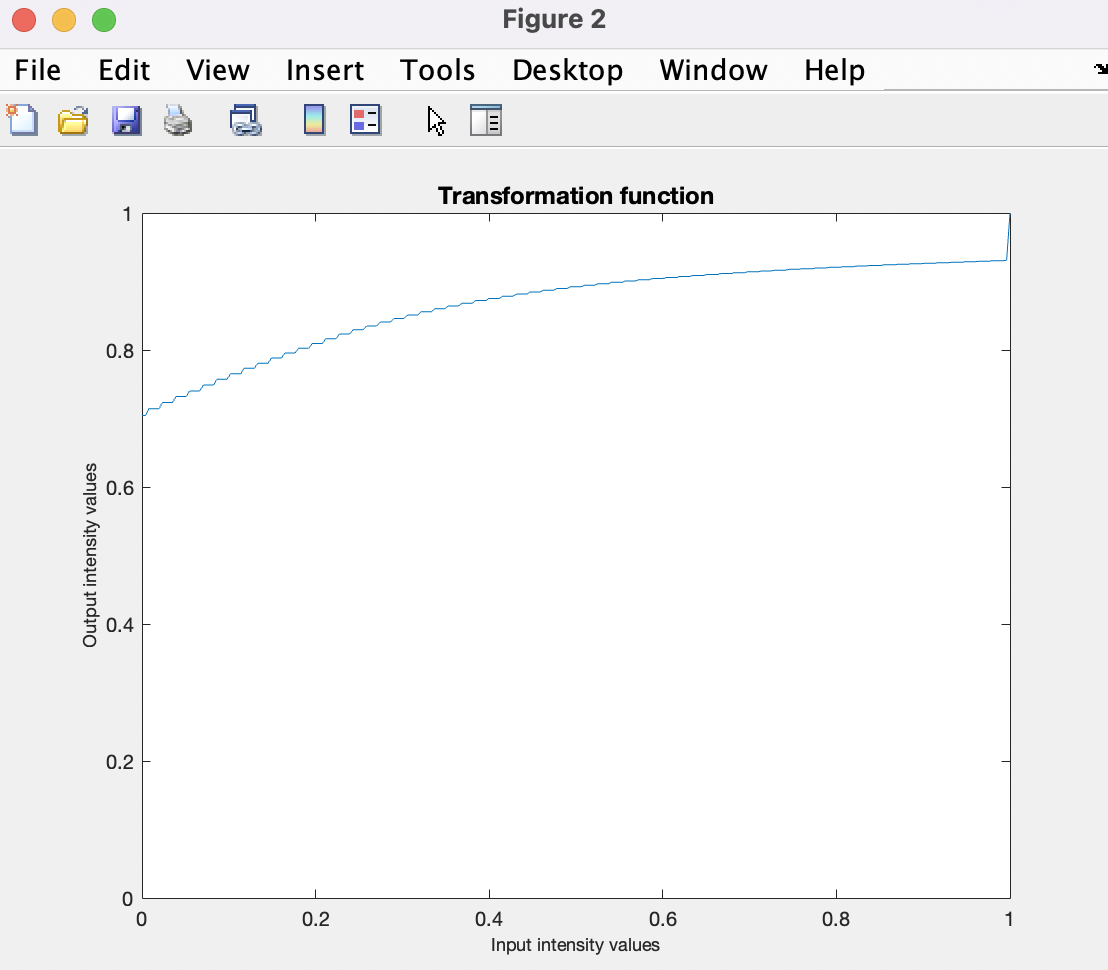 Figure 2
File Edit View Insert Tools Desktop Window Help
Transformation function
1
0.8
0.6
0.4
0.2
0
Output intensity values
0 0.2 0.4 0.6 0.8 1
Input intensity values